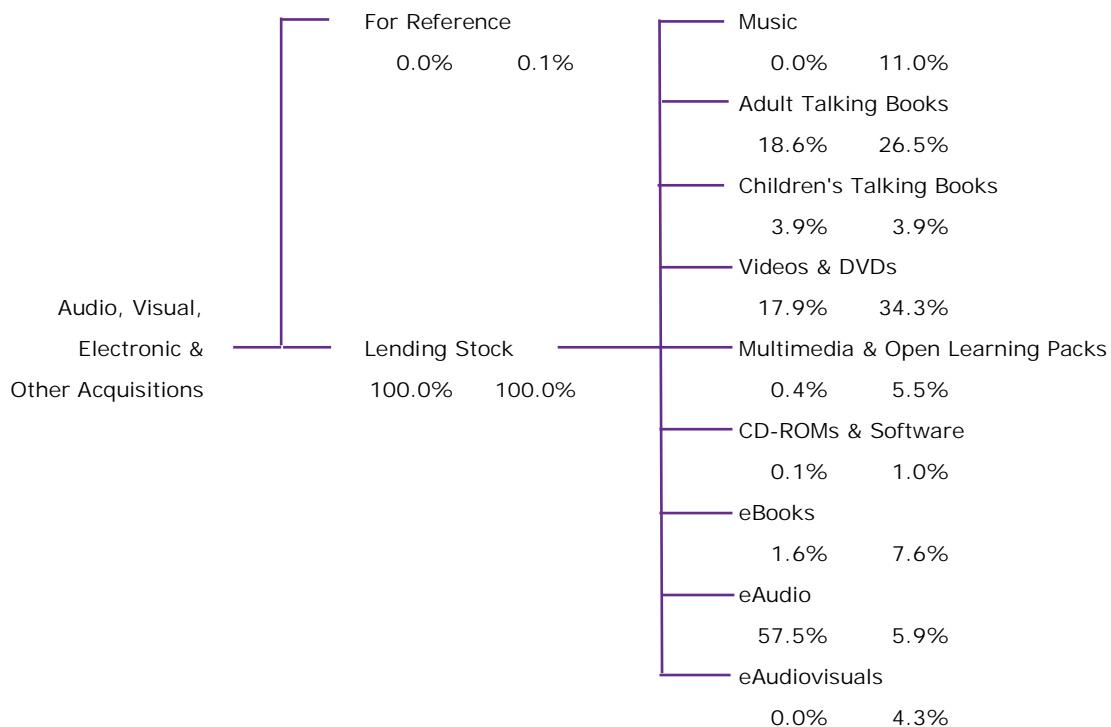 For Reference
0.0% 0.1%
Audio, Visual,
Electronic &
Other Acquisitions
Lending Stock
100.0% 100.0%
Music
0.0% 11.0%
Adult Talking Books
18.6% 26.5%
Children's Talking Books
3.9% 3.9%
Videos & DVDs
17.9% 34.3%
Multimedia & Open Learning Packs
0.4% 5.5%
CD-ROMs & Software
0.1% 1.0%
eBooks
1.6% 7.6%
eAudio
57.5% 5.9%
eAudiovisuals
0.0% 4.3%